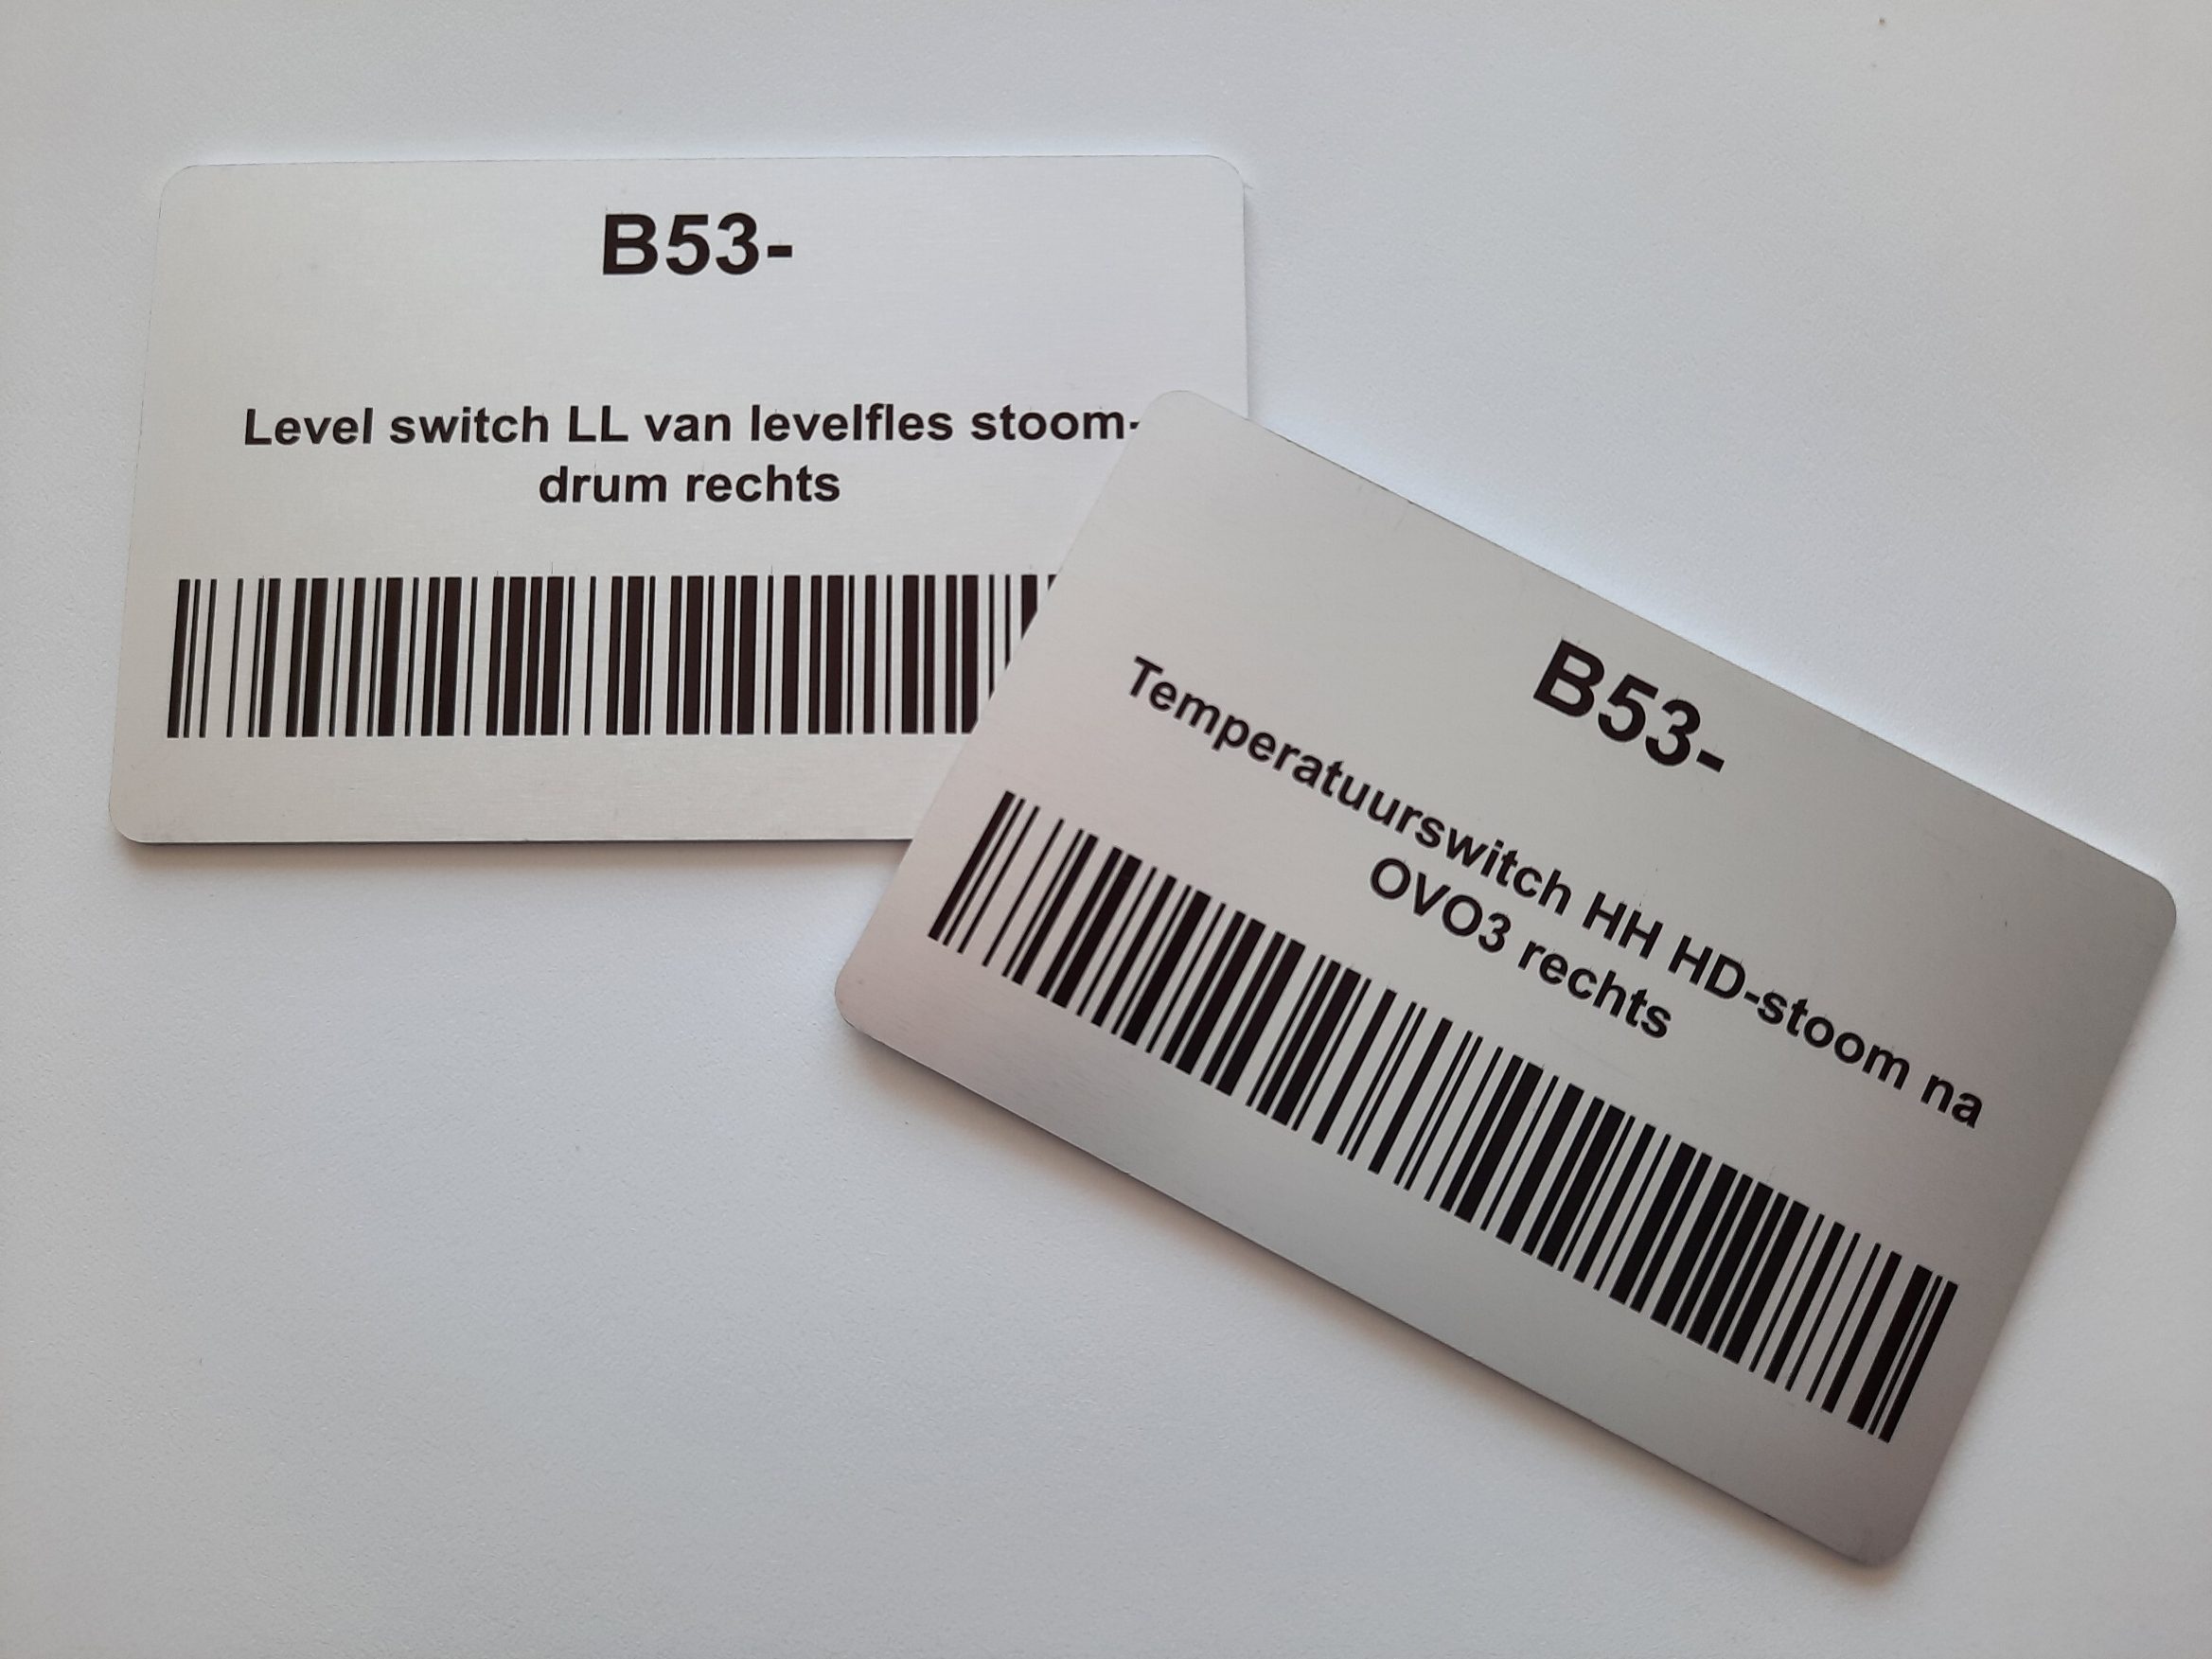 B53-
Level switch LL van levelfles stoom-
drum rechts
B53-
Temperatuurswitch HH HD-stoom na
OVO3 rechts